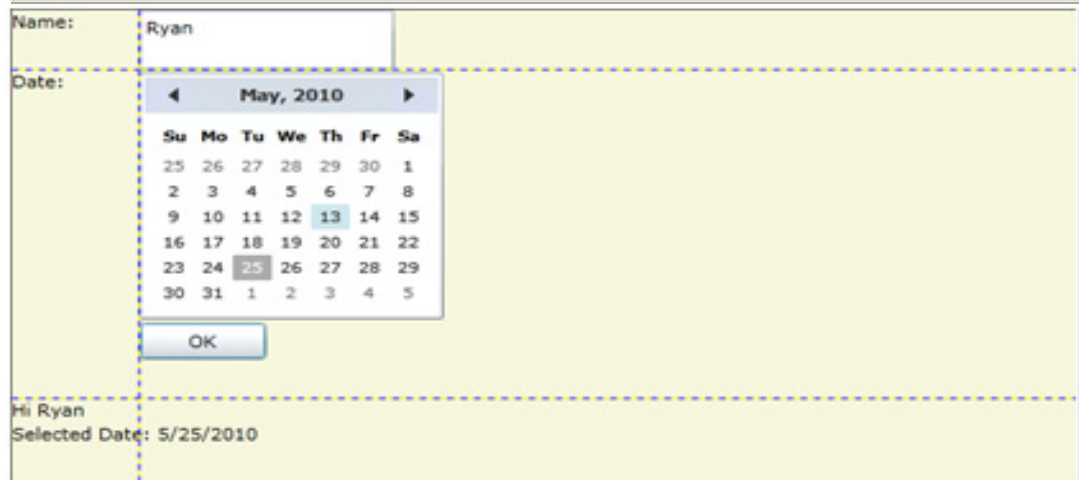 Name: Ryan
Date:
May, 2010
Su Mo Tu We Th Fr Sa
25 26 27 28 29 30 1
2 3 4 5 6 7 8
9 10 11 12 13 14 15
16 17 18 19 20 21 22
23 24 25 26 27 28 29
30 31 1 2 3 4 5
OK
Hi Ryan
Selected Date: 5/25/2010